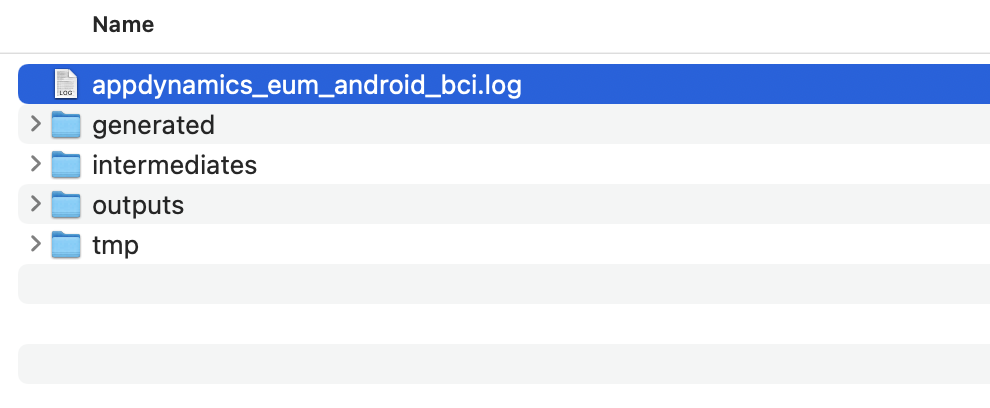 Name
LOG
appdynamics_eum_android_bci.log
generated
intermediates
outputs
tmp